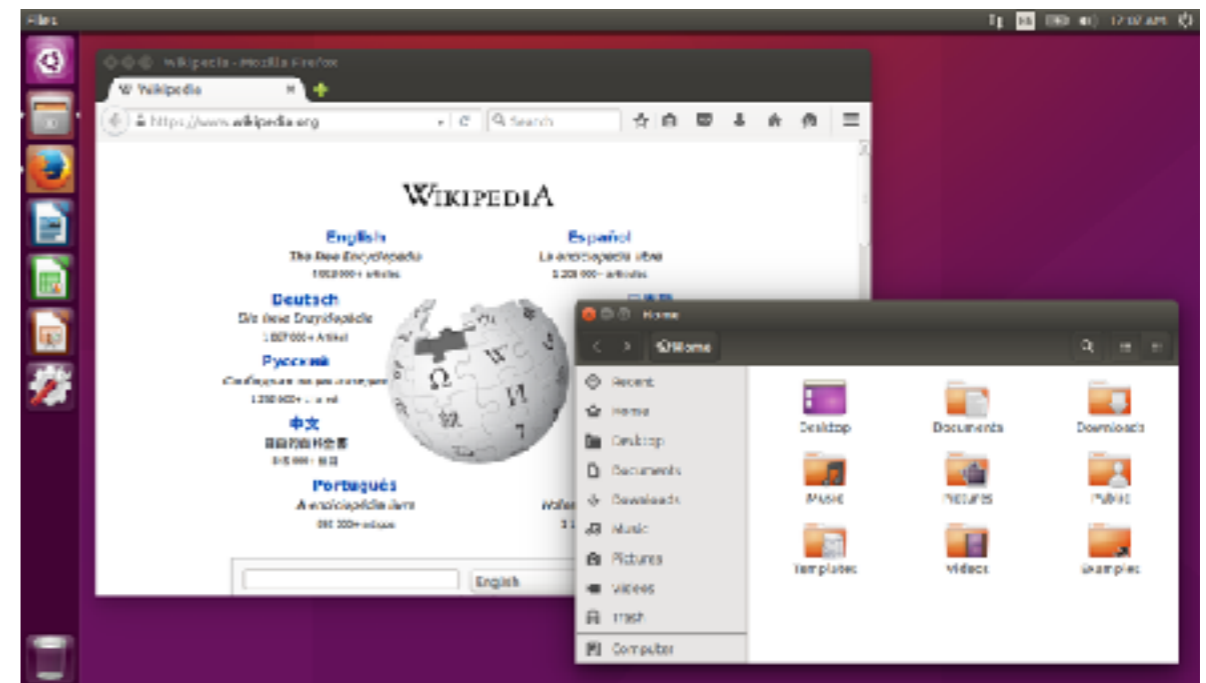 Files
Wikipedia - Mozilla Firefox
Wikipedia
https://www.wikipedia.org
Search
WIKIPEDIA
English
The Free Encyclopedia
Español
La enciclopedia libre
Deutsch
Die freie Enzyklopädie
Русский
中文
Português
A enciclopédia livre
English
Home
Home
Recent
Home
Desktop
Documents
Downloads
Music
Pictures
Videos
Trash
Computer
Desktop
Documents
Downloads
Music
Pictures
Public
Templates
Videos
Examples